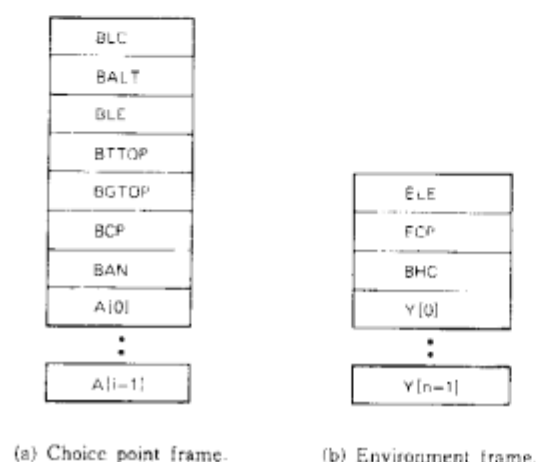 BLC
BALT
BLE
BTTOP
BGTOP
BCP
BAN
A[0]
A[i-1]
(a) Choice point frame.
ELE
ECP
BHC
Y[0]
Y[n-1]
(b) Environment frame.